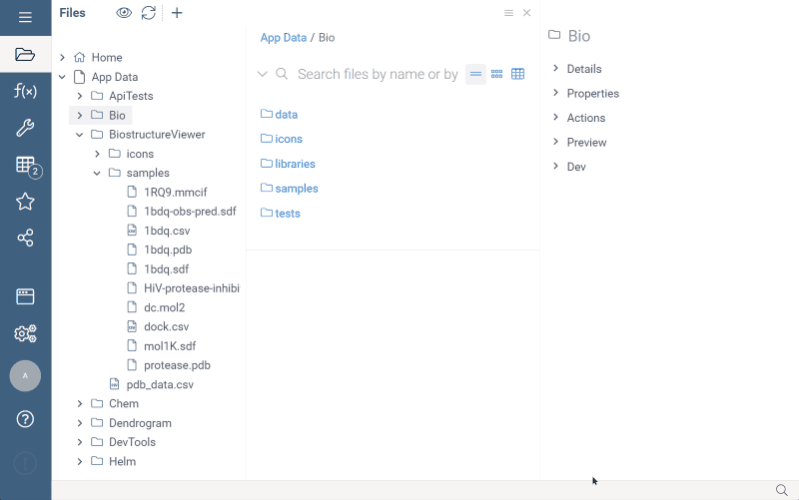 Files
Home
App Data
ApiTests
Bio
BiostructureViewer
icons
samples
1RQ9.mmcif
1bdq-obs-pred.sdf
1bdq.csv
1bdq.pdb
1bdq.sdf
HiV-protease-inhibi
dc.mol2
dock.csv
mol1K.sdf
protease.pdb
pdb_data.csv
Chem
Dendrogram
DevTools
Helm
f(x)
2
A
App Data / Bio
Search files by name or by
data
icons
libraries
samples
tests
Bio
Details
Properties
Actions
Preview
Dev